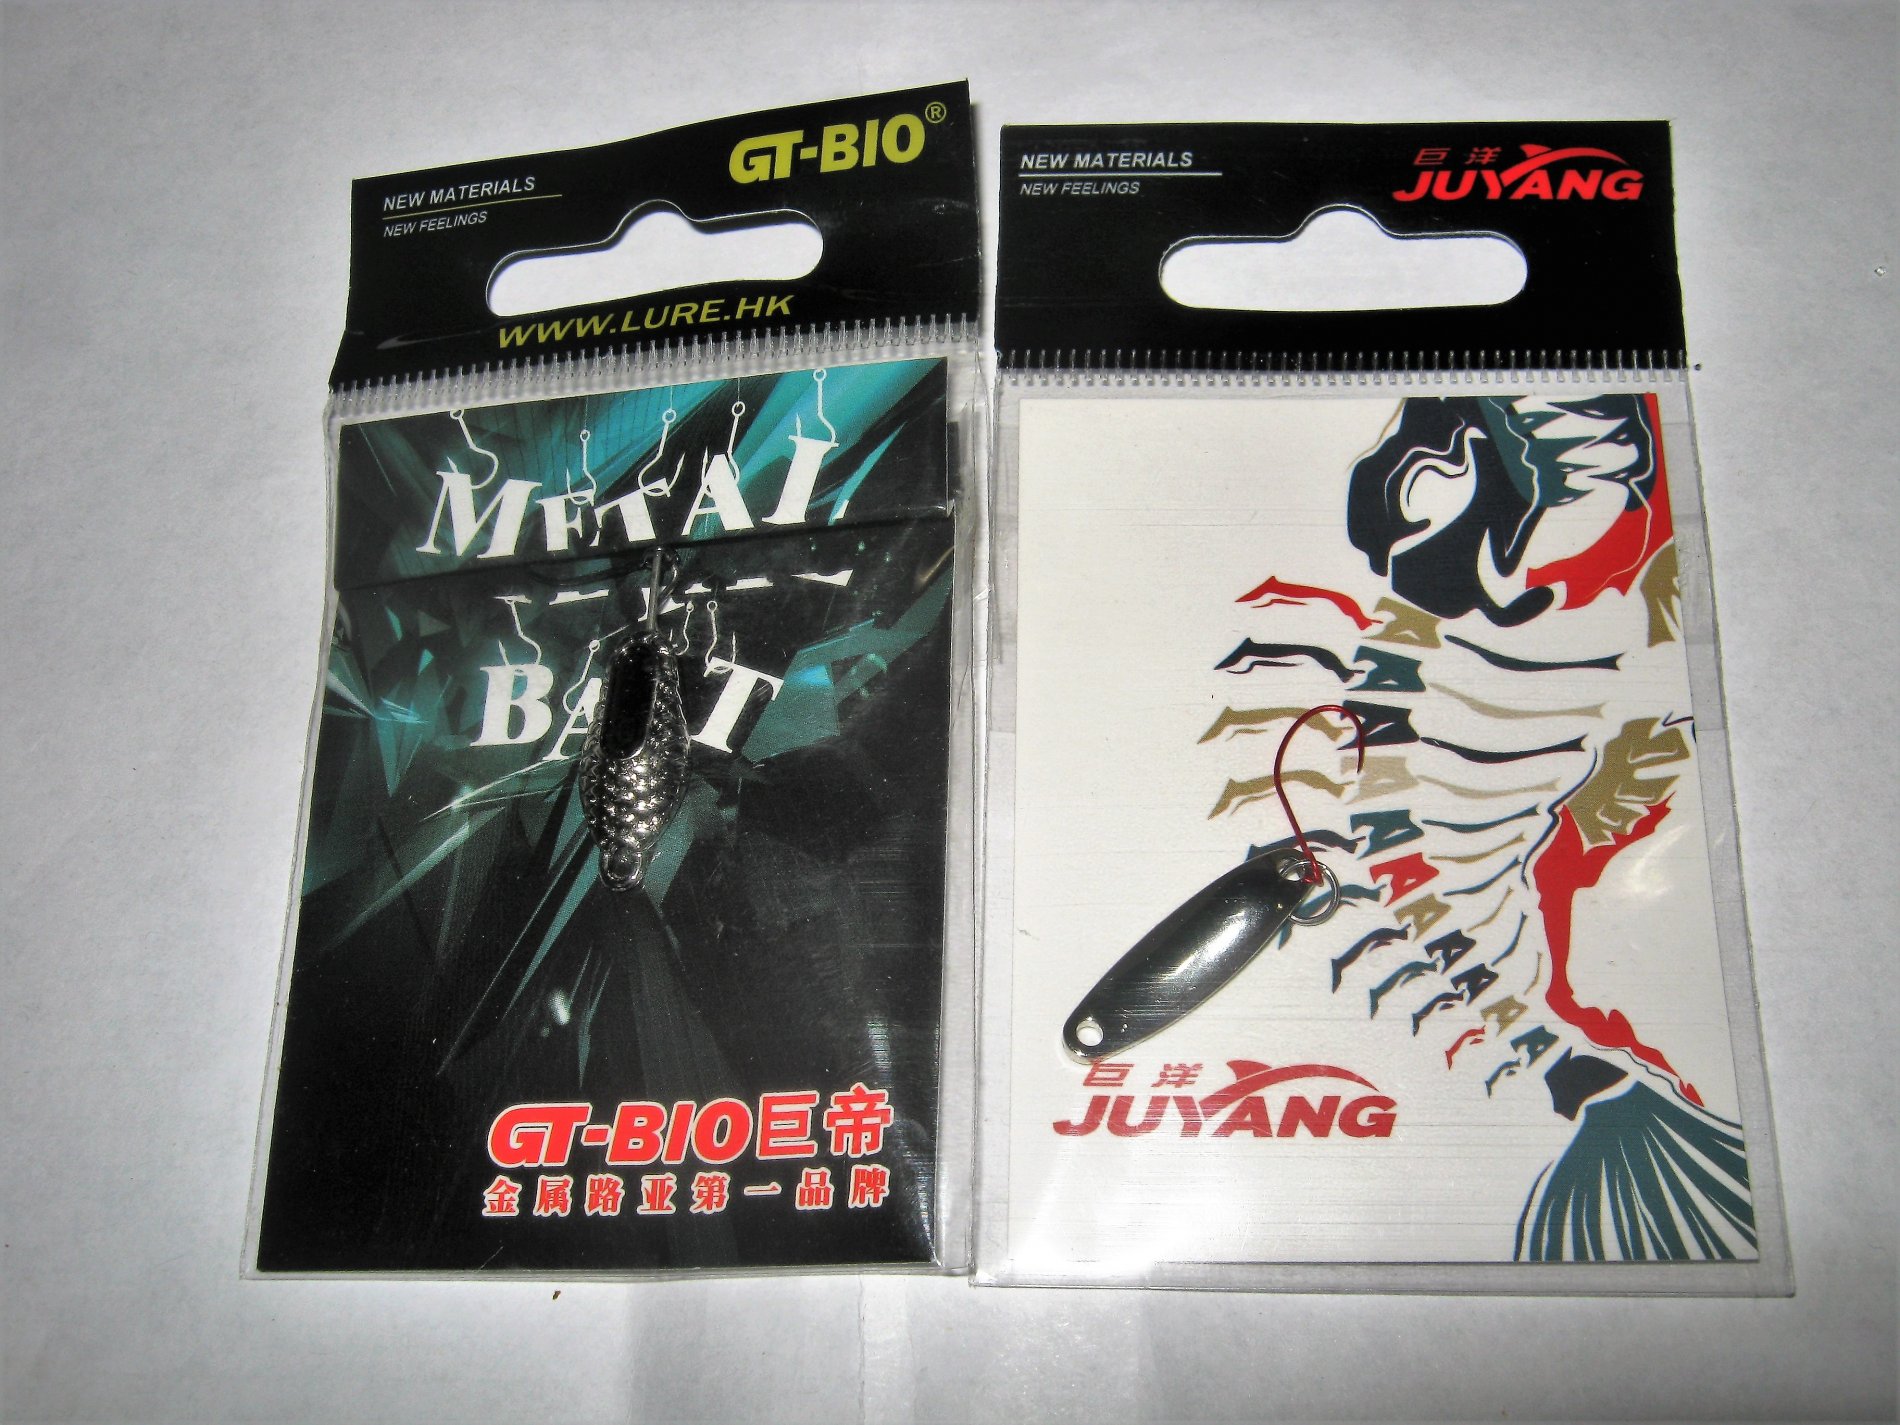 NEW MATERIALS
NEW FEELINGS
GT-BIO®
WWW.LURE.HK
METAL
BAIT
GT-BIO巨帝
金属路亚第一品牌
NEW MATERIALS
NEW FEELINGS
巨洋
JUYANG
巨洋
JUYANG